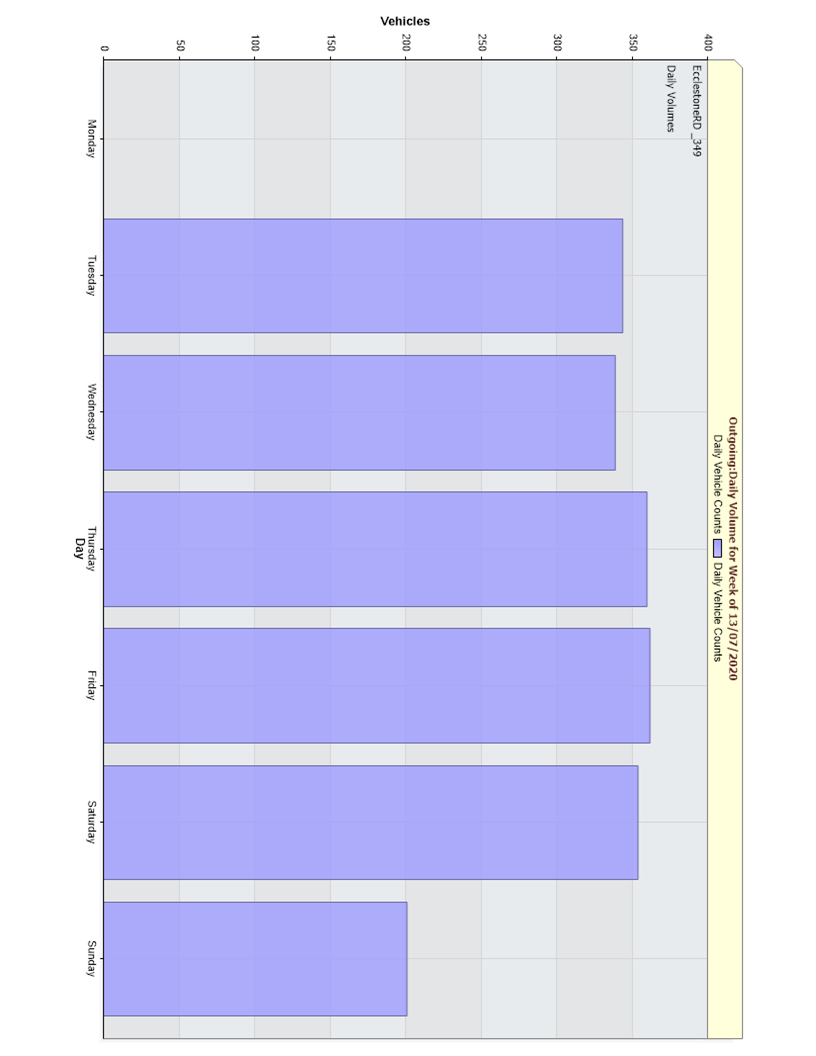 Outgoing:Daily Volume for Week of 13/07/2020
Daily Vehicle Counts Daily Vehicle Counts
EcclestoneRD _349
Daily Volumes
400
350
300
250
200
150
100
50
0
Vehicles
Monday
Tuesday
Wednesday
Thursday
Friday
Saturday
Sunday
Day